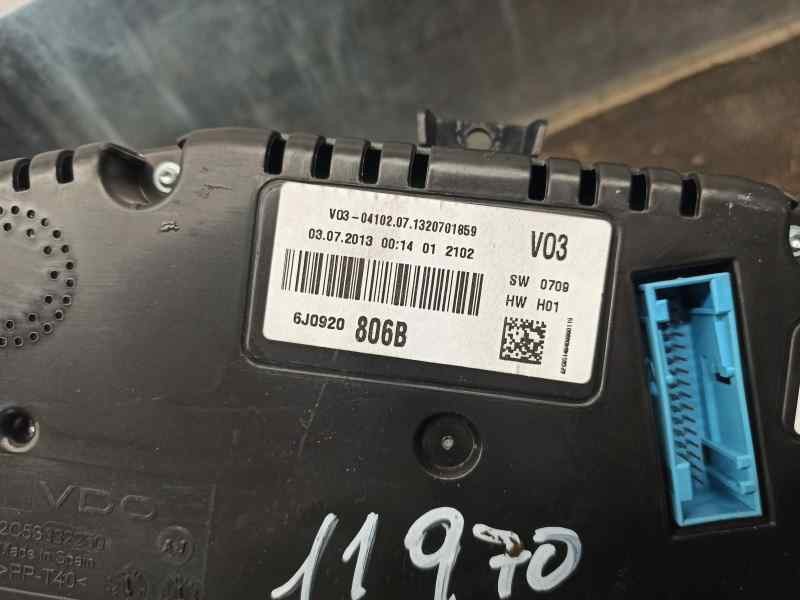 V03-04102.07.1320701859
03.07.2013 00:14 01 2102
V03
SW 0709
HW H01
6J0920 806B
VDO
Made in Spain
>PP-T40<
11970